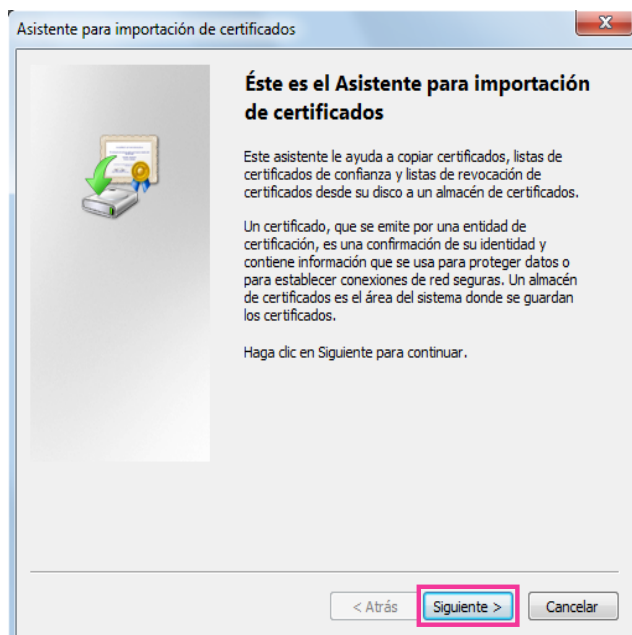 Asistente para importación de certificados
X
Éste es el Asistente para importación
de certificados
Este asistente le ayuda a copiar certificados, listas de
certificados de confianza y listas de revocación de
certificados desde su disco a un almacén de certificados.
Un certificado, que se emite por una entidad de
certificación, es una confirmación de su identidad y
contiene información que se usa para proteger datos o
para establecer conexiones de red seguras. Un almacén
de certificados es el área del sistema donde se guardan
los certificados.
Haga clic en Siguiente para continuar.
< Atrás Siguiente > Cancelar